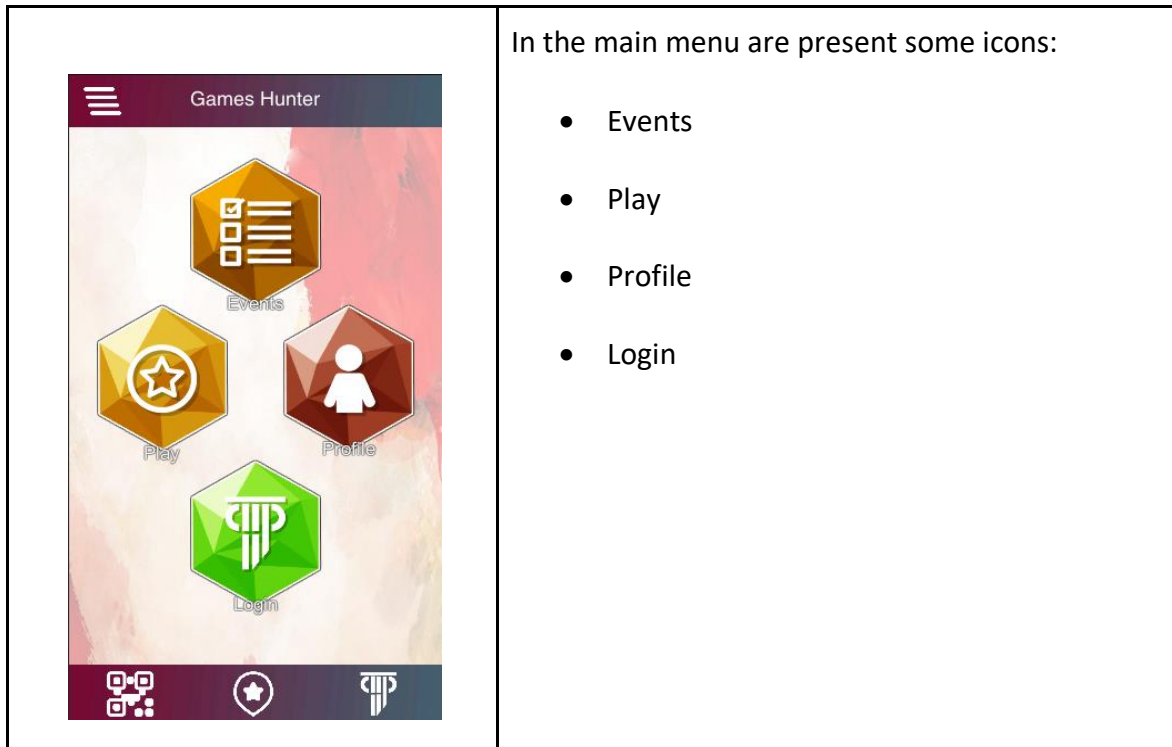 Games Hunter
Events
Play
Profile
Login
In the main menu are present some icons:
• Events
• Play
• Profile
• Login